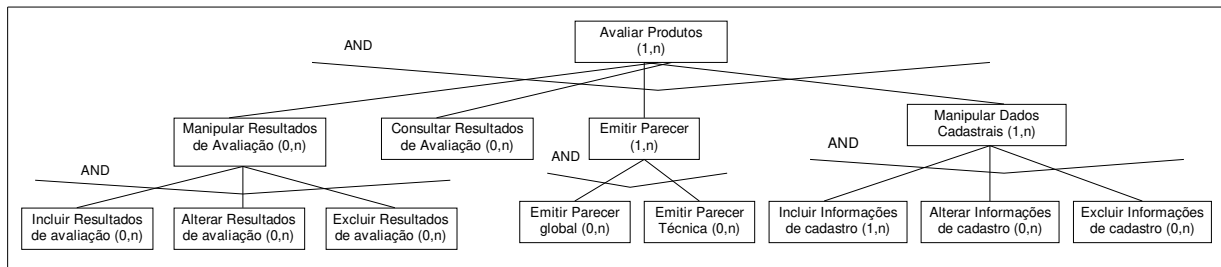 Avaliar Produtos
(1,n)
AND
Manipular Resultados
de Avaliação (0,n)
Consultar Resultados
de Avaliação (0,n)
Emitir Parecer
(1,n)
Manipular Dados
Cadastrais (1,n)
AND
AND
AND
Incluir Resultados
de avaliação (0,n)
Alterar Resultados
de avaliação (0,n)
Excluir Resultados
de avaliação (0,n)
Emitir Parecer
global (0,n)
Emitir Parecer
Técnica (0,n)
Incluir Informações
de cadastro (1,n)
Alterar Informações
de cadastro (0,n)
Excluir Informações
de cadastro (0,n)